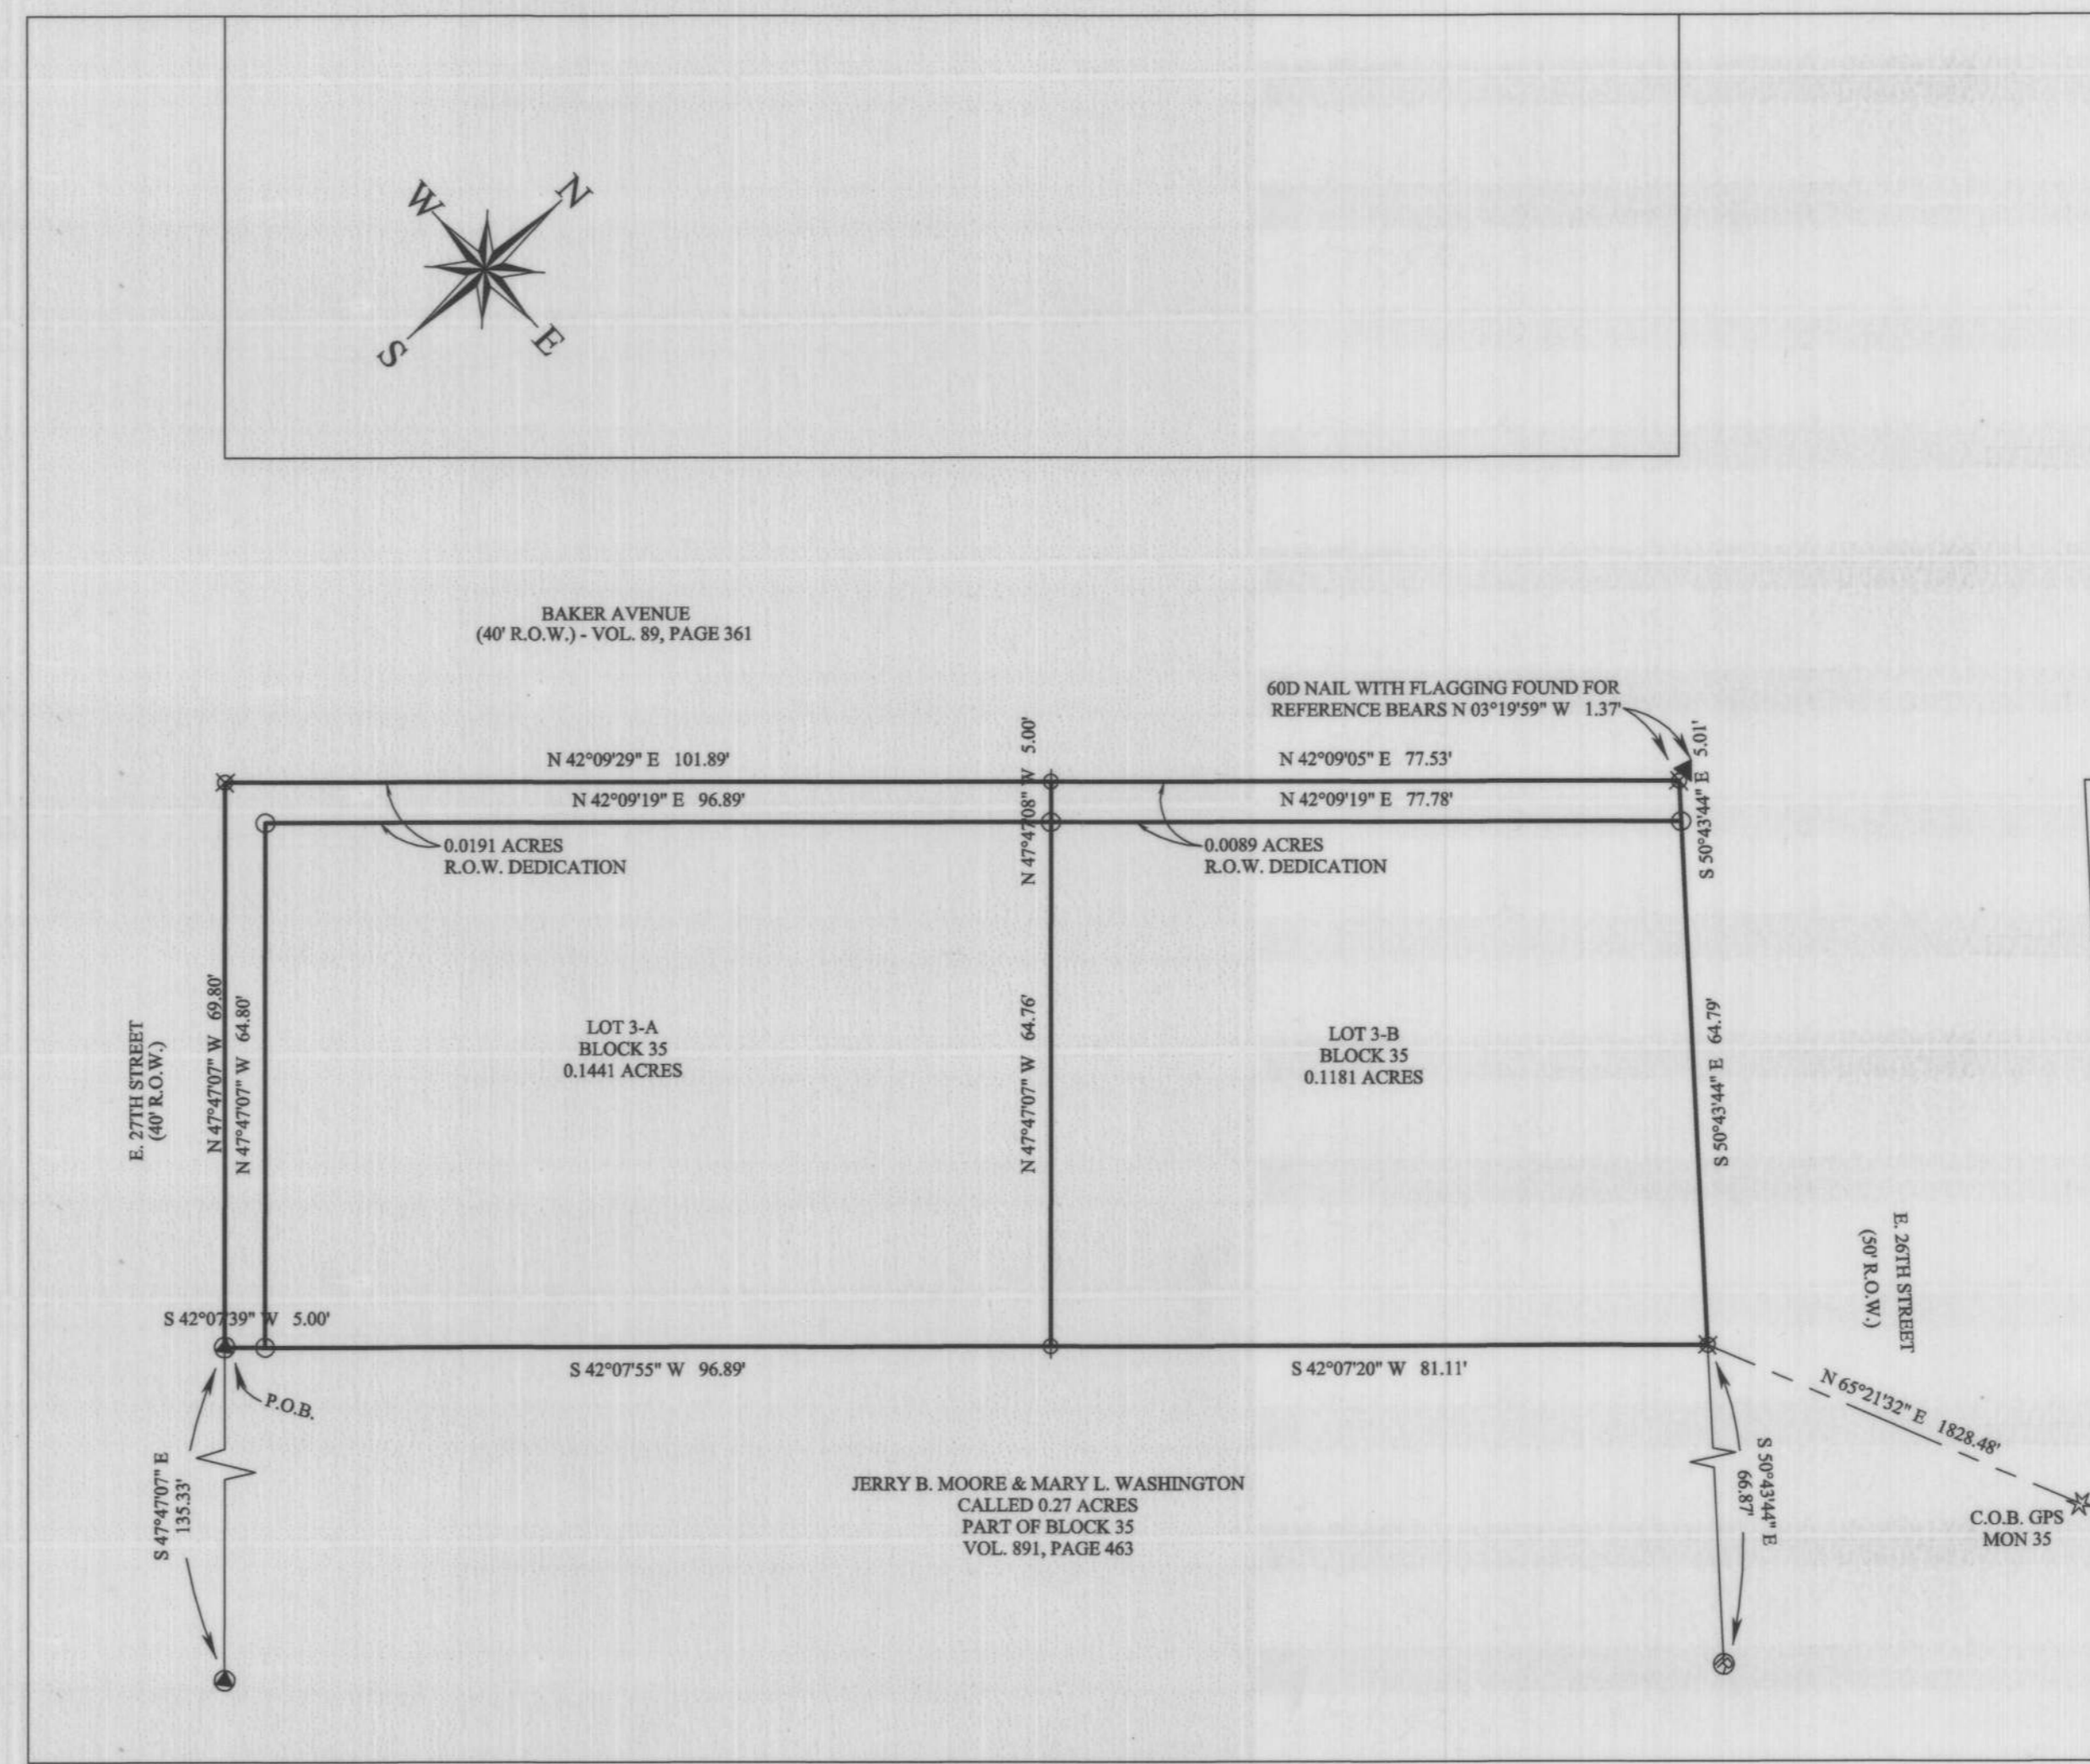 W
N
S
E
BAKER AVENUE
(40' R.O.W.) - VOL. 89, PAGE 361
60D NAIL WITH FLAGGING FOUND FOR
REFERENCE BEARS N 03°19'59" W 1.37'
N 42°09'29" E 101.89'
N 42°09'19" E 96.89'
N 47°47'08" W 5.00'
N 42°09'05" E 77.53'
N 42°09'19" E 77.78'
S 50°43'44" E 5.01'
0.0191 ACRES
R.O.W. DEDICATION
0.0089 ACRES
R.O.W. DEDICATION
E. 27TH STREET
(40' R.O.W.)
N 47°47'07" W 69.80'
N 47°47'07" W 64.80'
LOT 3-A
BLOCK 35
0.1441 ACRES
N 47°47'07" W 64.76'
LOT 3-B
BLOCK 35
0.1181 ACRES
S 50°43'44" E 64.79'
E. 26TH STREET
(50' R.O.W.)
S 42°07'39" W 5.00'
S 42°07'55" W 96.89'
S 42°07'20" W 81.11'
P.O.B.
N 65°21'32" E 1828.48'
S 47°47'07" E
135.33'
JERRY B. MOORE & MARY L. WASHINGTON
CALLED 0.27 ACRES
PART OF BLOCK 35
VOL. 891, PAGE 463
S 50°43'44" E
66.87'
C.O.B. GPS
MON 35